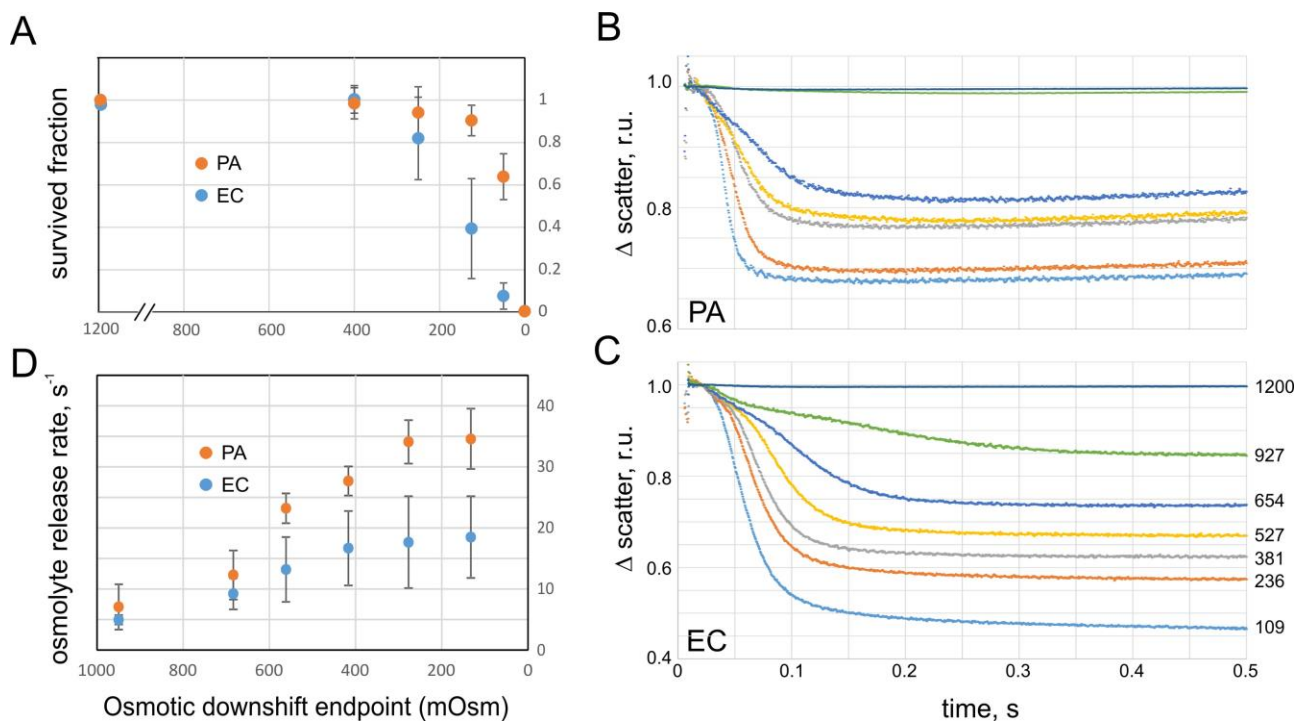 A
survived fraction
PA
EC
1
0.8
0.6
0.4
0.2
0
1200
800
600
400
200
0
B
Δ scatter, r.u.
1.0
0.8
0.6
PA
C
Δ scatter, r.u.
1.0
0.8
0.6
0.4
EC
1200
927
654
527
381
236
109
0
0.1
0.2
0.3
0.4
0.5
time, s
D
osmolyte release rate, s⁻¹
PA
EC
40
30
20
10
0
1000
800
600
400
200
0
Osmotic downshift endpoint (mOsm)